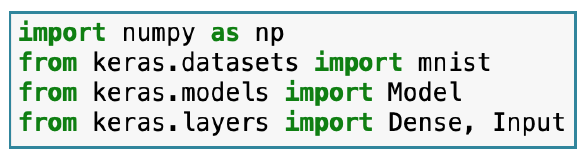 import numpy as np
from keras.datasets import mnist
from keras.models import Model
from keras.layers import Dense, Input